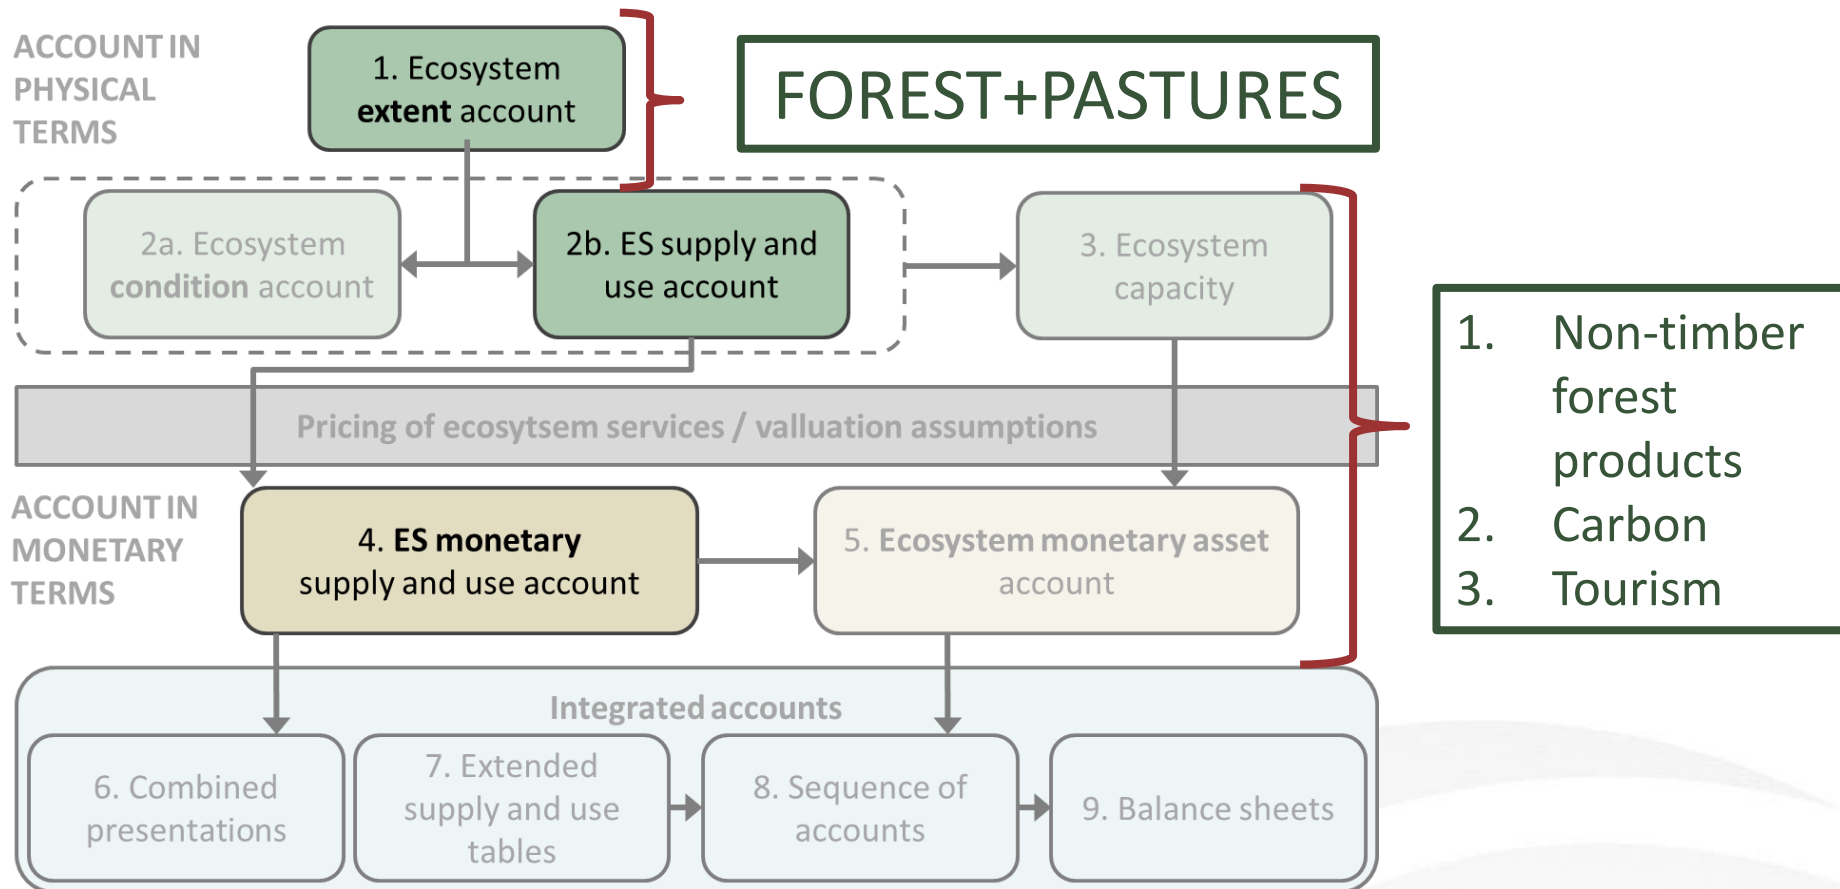 ACCOUNT IN
PHYSICAL
TERMS
1. Ecosystem
extent account
FOREST+PASTURES
2a. Ecosystem
condition account
2b. ES supply and
use account
3. Ecosystem
capacity
1. Non-timber
forest
products
2. Carbon
3. Tourism
Pricing of ecosytsem services / valluation assumptions
ACCOUNT IN
MONETARY
TERMS
4. ES monetary
supply and use account
5. Ecosystem monetary asset
account
Integrated accounts
6. Combined
presentations
7. Extended
supply and use
tables
8. Sequence of
accounts
9. Balance sheets